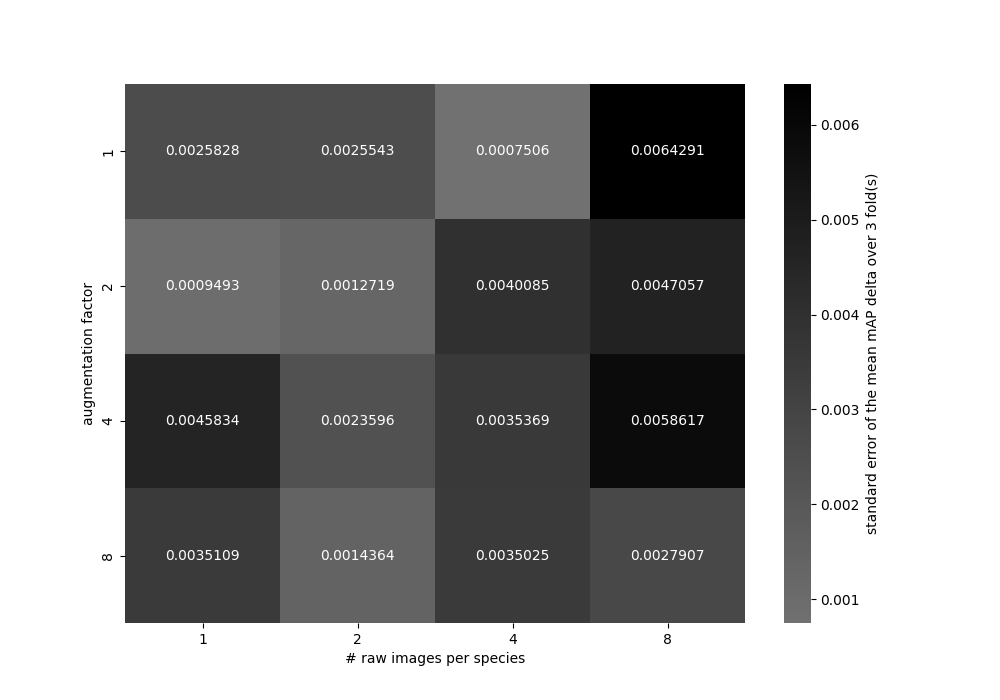 1 0.0025828 0.0025543 0.0007506 0.0064291
2 0.0009493 0.0012719 0.0040085 0.0047057
4 0.0045834 0.0023596 0.0035369 0.0058617
8 0.0035109 0.0014364 0.0035025 0.0027907
augmentation factor
1 2 4 8
# raw images per species
0.006
0.005
0.004
0.003
0.002
0.001
standard error of the mean mAP delta over 3 fold(s)